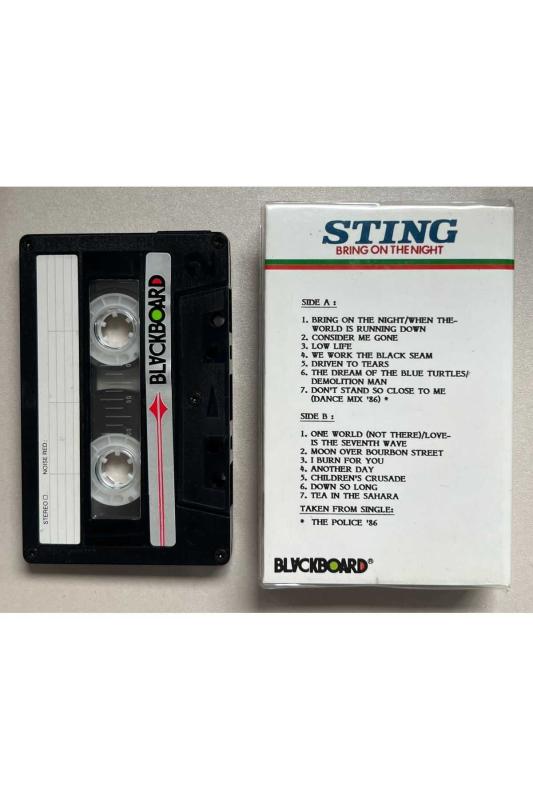 STEREO
NOISE RED:
BLACKBOARD
STING
BRING ON THE NIGHT
SIDE A :
1. BRING ON THE NIGHT/WHEN THE-
WORLD IS RUNNING DOWN
2. CONSIDER ME GONE
3. LOW LIFE
4. WE WORK THE BLACK SEAM
5. DRIVEN TO TEARS
6. THE DREAM OF THE BLUE TURTLES/
DEMOLITION MAN
7. DON'T STAND SO CLOSE TO ME
(DANCE MIX '86) *
SIDE B :
1. ONE WORLD (NOT THERE)/LOVE-
IS THE SEVENTH WAVE
2. MOON OVER BOURBON STREET
3. I BURN FOR YOU
4. ANOTHER DAY
5. CHILDREN'S CRUSADE
6. DOWN SO LONG
7. TEA IN THE SAHARA
TAKEN FROM SINGLE:
* THE POLICE '86
BLACKBOARD®